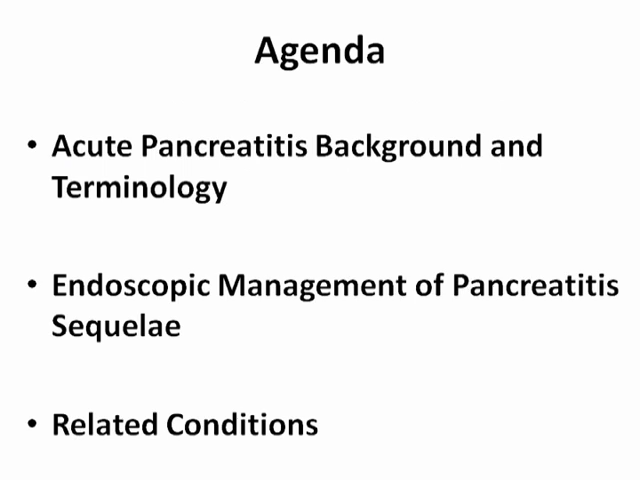 Agenda
• Acute Pancreatitis Background and
Terminology
• Endoscopic Management of Pancreatitis
Sequelae
• Related Conditions